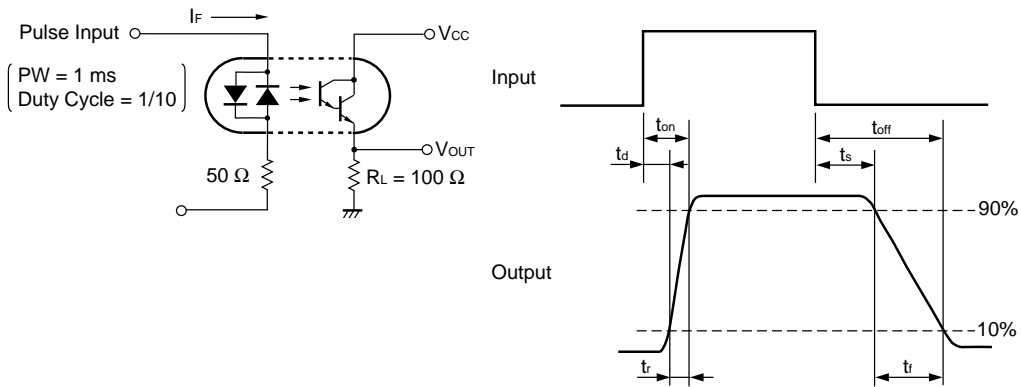 IF
Pulse Input
VCC
PW = 1 ms
Duty Cycle = 1/10
VOUT
50 Ω
RL = 100 Ω
Input
ton
toff
td
ts
90%
Output
10%
tr
tf